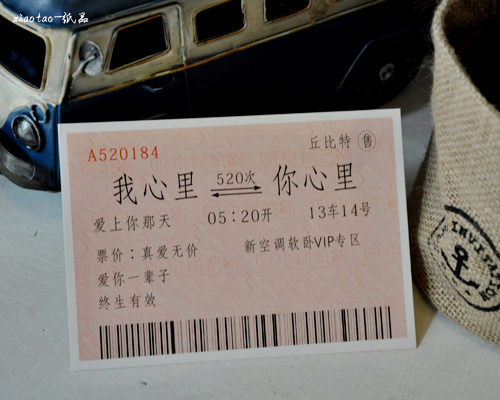 xiaotao-纸品
A520184
丘比特 售
我心里 520次 你心里
爱上你那天 05:20开 13车14号
票价：真爱无价 新空调软卧VIP专区
爱你一辈子
终生有效